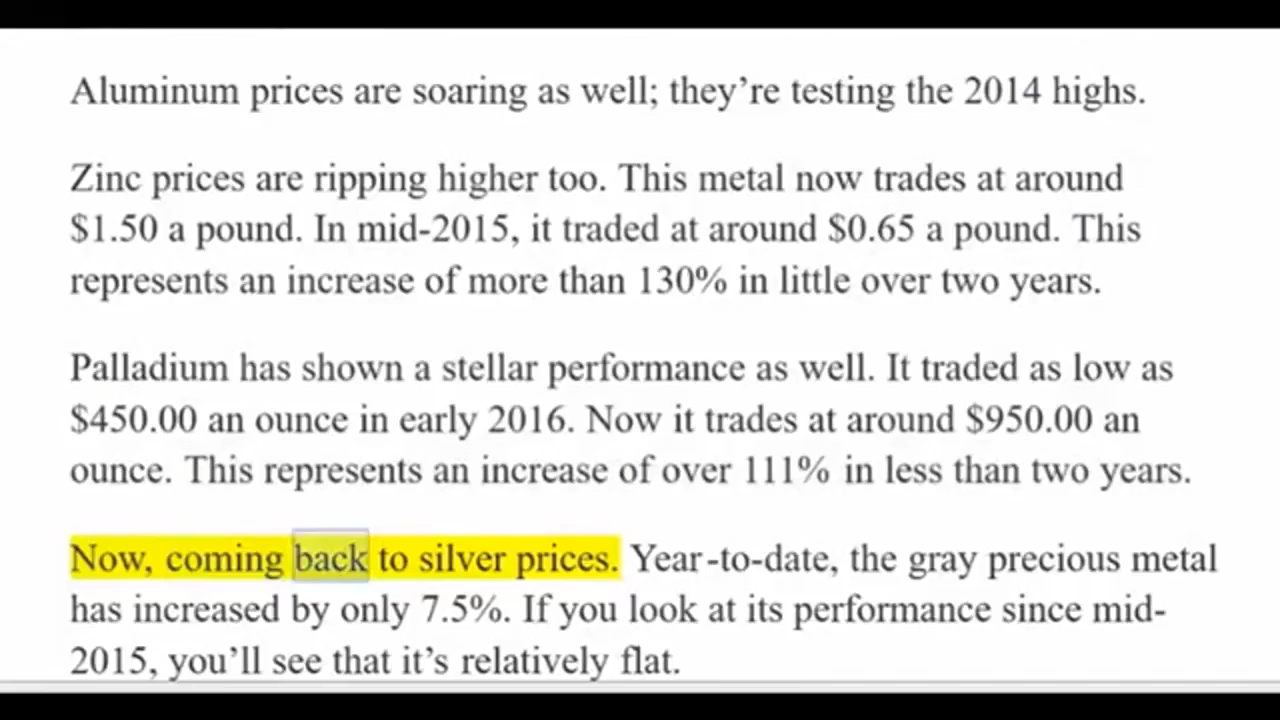 Aluminum prices are soaring as well; they’re testing the 2014 highs.
Zinc prices are ripping higher too. This metal now trades at around
$1.50 a pound. In mid-2015, it traded at around $0.65 a pound. This
represents an increase of more than 130% in little over two years.
Palladium has shown a stellar performance as well. It traded as low as
$450.00 an ounce in early 2016. Now it trades at around $950.00 an
ounce. This represents an increase of over 111% in less than two years.
Now, coming back to silver prices. Year-to-date, the gray precious metal
has increased by only 7.5%. If you look at its performance since mid-
2015, you’ll see that it’s relatively flat.